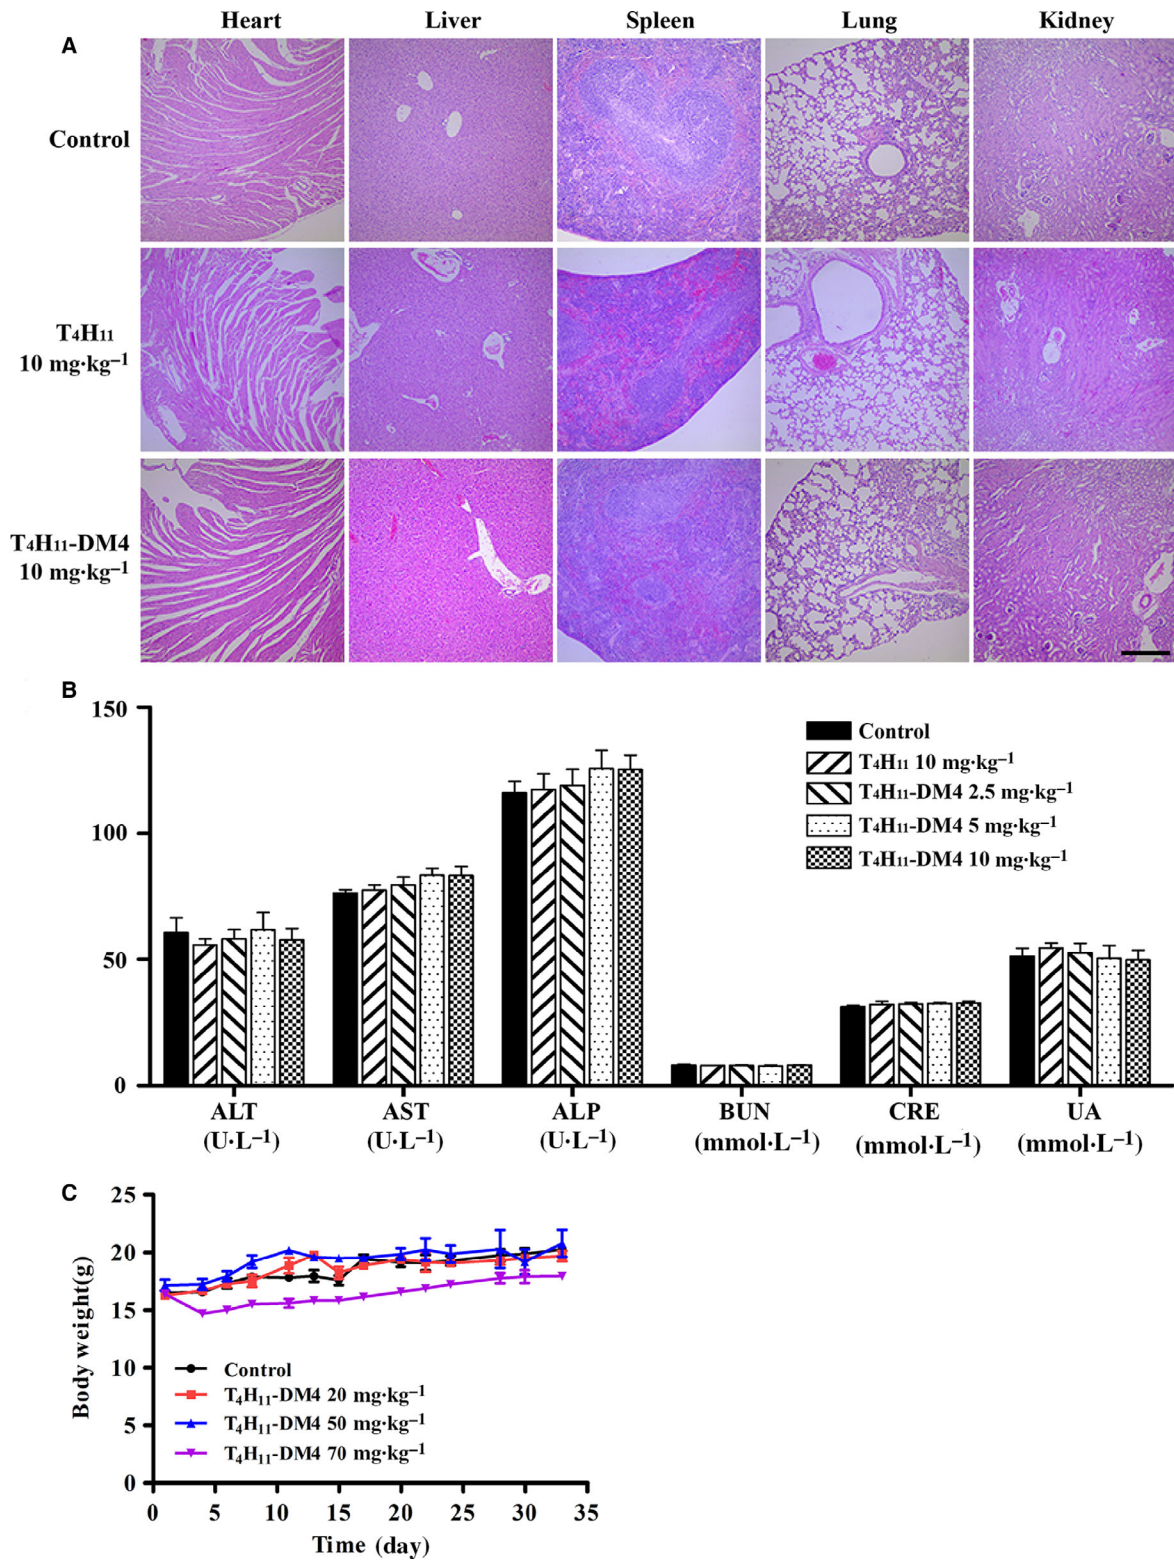 Heart Liver Spleen Lung Kidney
A
Control
T₄H₁₁
10 mg·kg⁻¹
T₄H₁₁-DM4
10 mg·kg⁻¹
B
150
100
50
0
Control
T₄H₁₁ 10 mg·kg⁻¹
T₄H₁₁-DM4 2.5 mg·kg⁻¹
T₄H₁₁-DM4 5 mg·kg⁻¹
T₄H₁₁-DM4 10 mg·kg⁻¹
ALT AST ALP BUN CRE UA
(U·L⁻¹) (U·L⁻¹) (U·L⁻¹) (mmol·L⁻¹) (mmol·L⁻¹) (mmol·L⁻¹)
C
25
20
15
10
5
0
Body weight(g)
Control
T₄H₁₁-DM4 20 mg·kg⁻¹
T₄H₁₁-DM4 50 mg·kg⁻¹
T₄H₁₁-DM4 70 mg·kg⁻¹
0 5 10 15 20 25 30 35
Time (day)